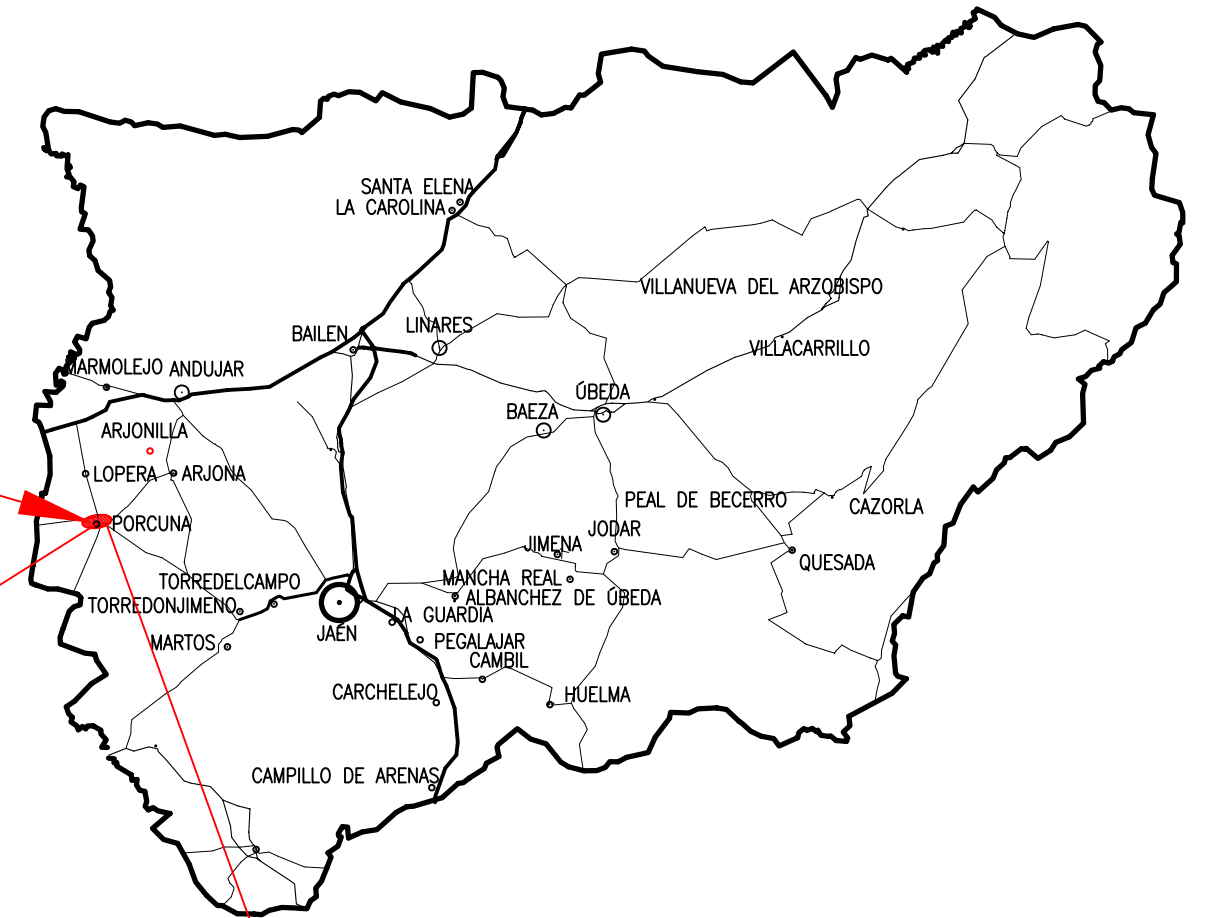 SANTA ELENA
LA CAROLINA
VILLANUEVA DEL ARZOBISPO
LINARES
BAILEN
VILLACARRILLO
MARMOLEJO
ANDUJAR
ÚBEDA
BAEZA
ARJONILLA
LOPERA
ARJONA
PEAL DE BECERRO
CAZORLA
PORCUNA
JODAR
JIMENA
QUESADA
TORREDELCAMPO
MANCHA REAL
ALBANCHEZ DE ÚBEDA
TORREDONJIMENO
LA GUARDIA
JAÉN
MARTOS
PEGALAJAR
CAMBIL
CARCHELEJO
HUELMA
CAMPILLO DE ARENAS